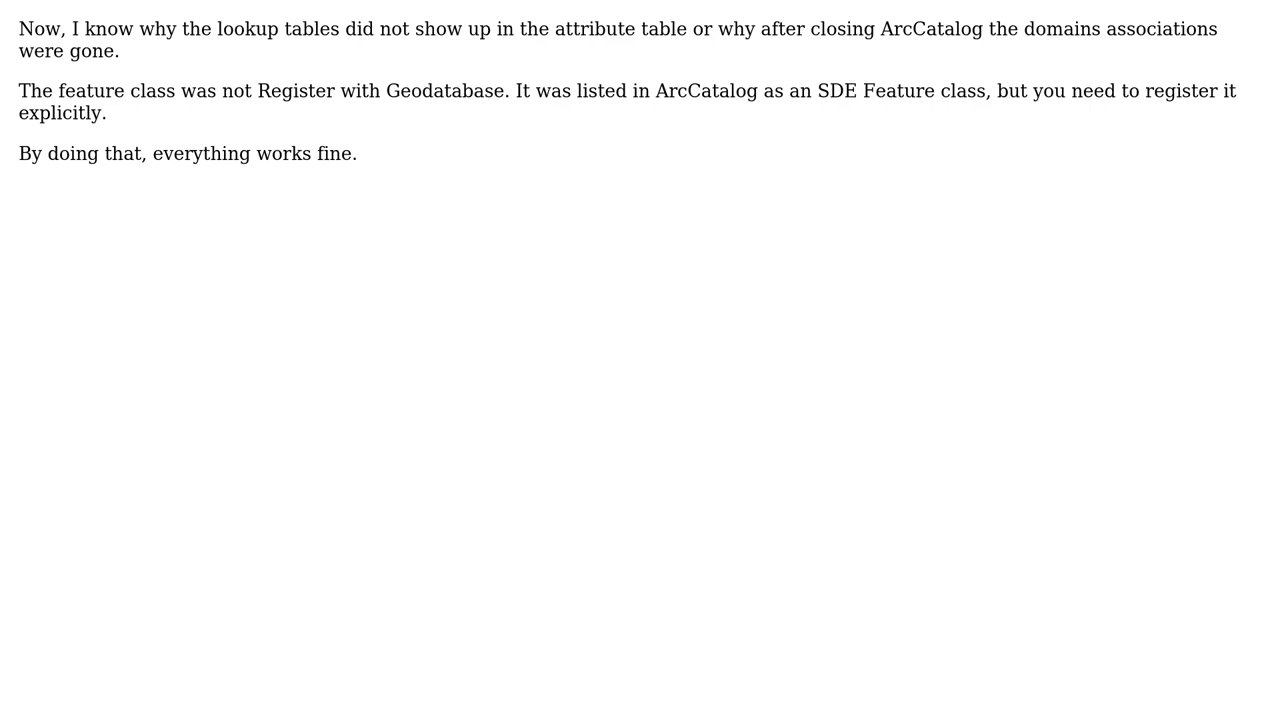 Now, I know why the lookup tables did not show up in the attribute table or why after closing ArcCatalog the domains associations
were gone.
The feature class was not Register with Geodatabase. It was listed in ArcCatalog as an SDE Feature class, but you need to register it
explicitly.
By doing that, everything works fine.